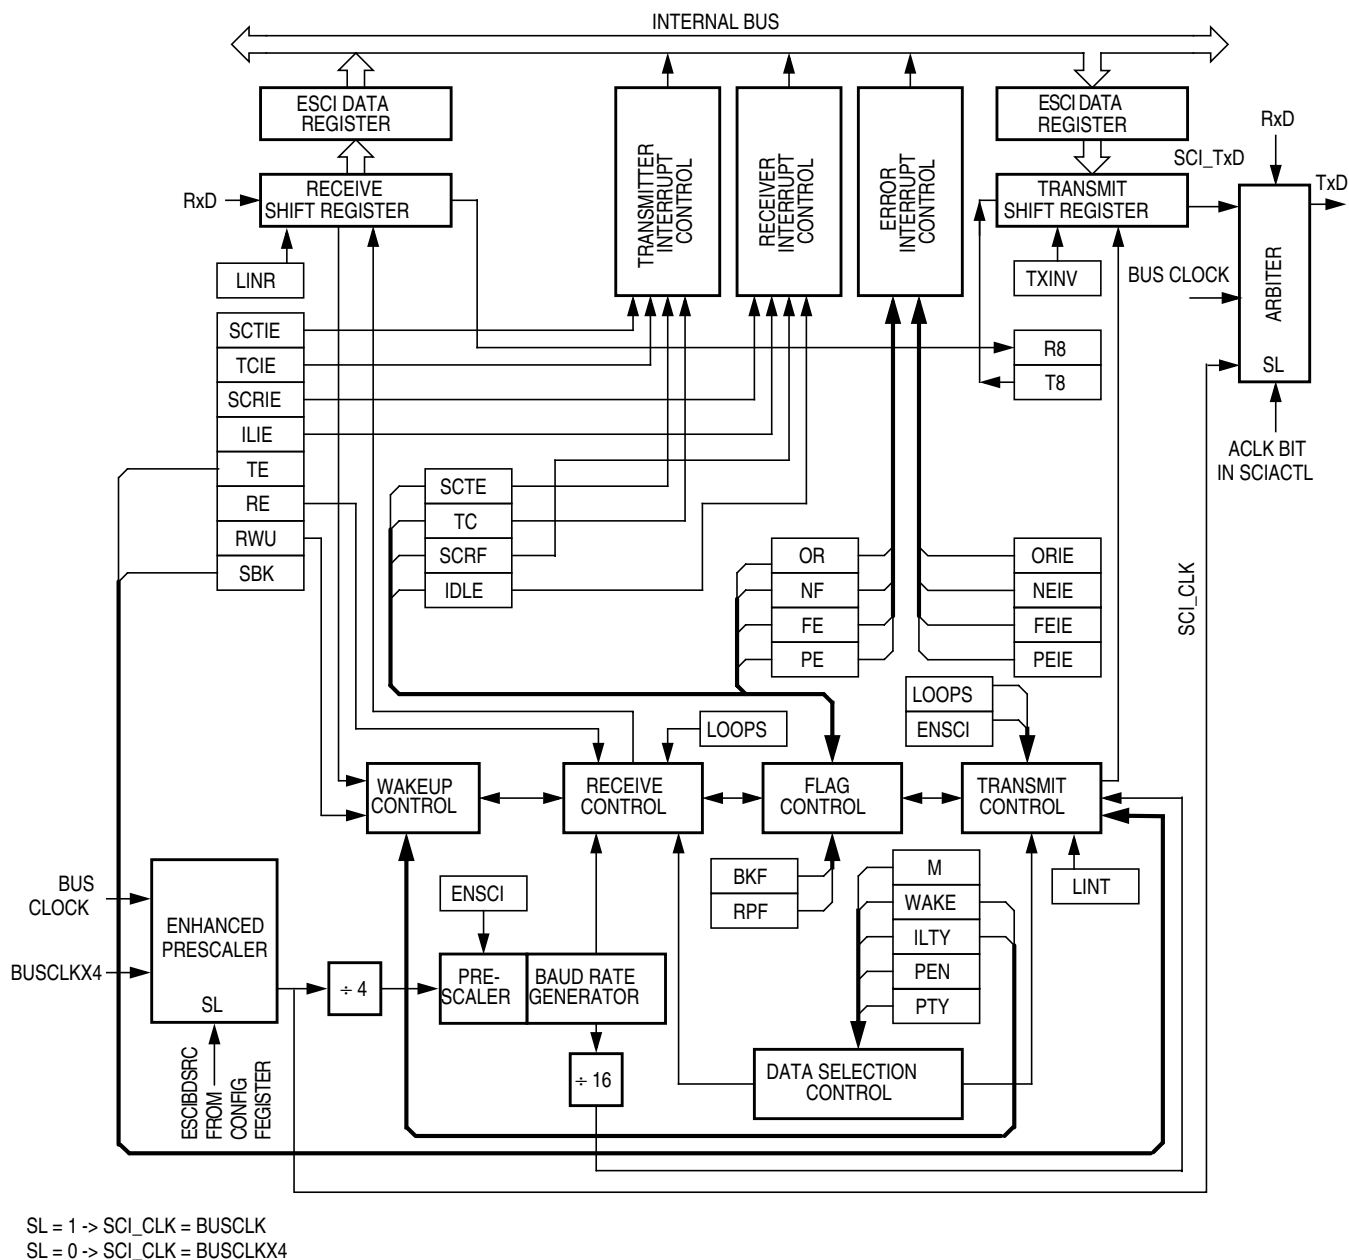 INTERNAL BUS
ESCI DATA
REGISTER
RECEIVE
SHIFT REGISTER
RxD
LINR
TRANSMITTER
INTERRUPT
CONTROL
RECEIVER
INTERRUPT
CONTROL
ERROR
INTERRUPT
CONTROL
ESCI DATA
REGISTER
TRANSMIT
SHIFT REGISTER
SCI_TxD
RxD
TxD
TXINV
BUS CLOCK
ARBITER
SL
ACLK BIT
IN SCIACTL
R8
T8
SCTIE
TCIE
SCRIE
ILIE
TE
RE
RWU
SBK
SCTE
TC
SCRF
IDLE
OR
NF
FE
PE
ORIE
NEIE
FEIE
PEIE
SCI_CLK
LOOPS
LOOPS
ENSCI
WAKEUP
CONTROL
RECEIVE
CONTROL
FLAG
CONTROL
TRANSMIT
CONTROL
BKF
RPF
M
WAKE
ILTY
PEN
PTY
LINT
BUS
CLOCK
BUSCLKX4
ENHANCED
PRESCALER
SL
ESCIBDSRC
FROM
CONFIG
FEGISTER
÷ 4
ENSCI
PRE-
SCALER
BAUD RATE
GENERATOR
÷ 16
DATA SELECTION
CONTROL
SL = 1 -> SCI_CLK = BUSCLK
SL = 0 -> SCI_CLK = BUSCLKX4